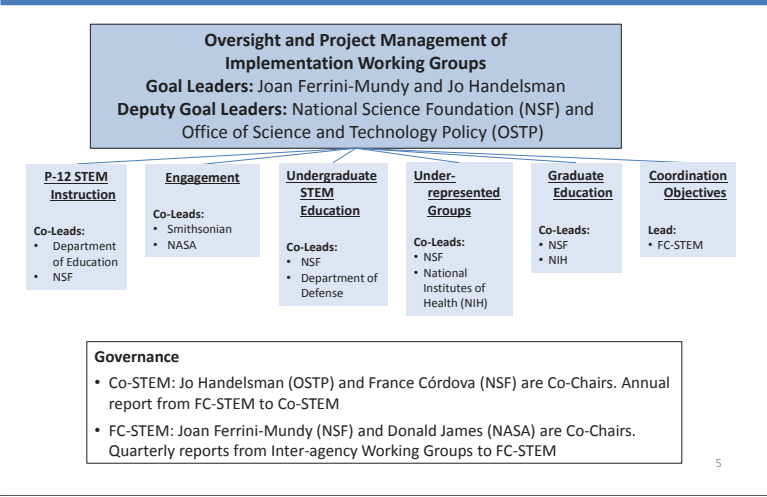 Oversight and Project Management of
Implementation Working Groups
Goal Leaders: Joan Ferrini-Mundy and Jo Handelsman
Deputy Goal Leaders: National Science Foundation (NSF) and
Office of Science and Technology Policy (OSTP)
P-12 STEM
Instruction
Co-Leads:
• Department
of Education
• NSF
Engagement
Co-Leads:
• Smithsonian
• NASA
Undergraduate
STEM
Education
Co-Leads:
• NSF
• Department of
Defense
Under-
represented
Groups
Co-Leads:
• NSF
• National
Institutes of
Health (NIH)
Graduate
Education
Co-Leads:
• NSF
• NIH
Coordination
Objectives
Lead:
• FC-STEM
Governance
• Co-STEM: Jo Handelsman (OSTP) and France Córdova (NSF) are Co-Chairs. Annual
report from FC-STEM to Co-STEM
• FC-STEM: Joan Ferrini-Mundy (NSF) and Donald James (NASA) are Co-Chairs.
Quarterly reports from Inter-agency Working Groups to FC-STEM
5